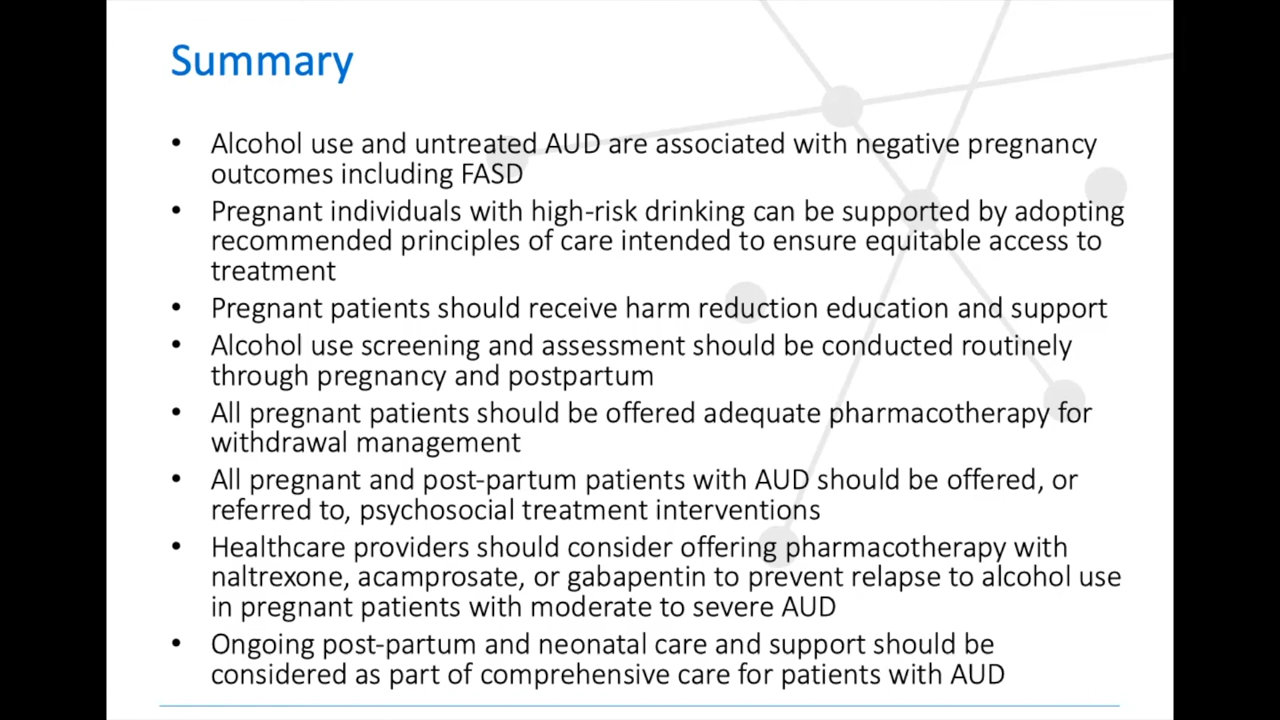 Summary
• Alcohol use and untreated AUD are associated with negative pregnancy
outcomes including FASD
• Pregnant individuals with high-risk drinking can be supported by adopting
recommended principles of care intended to ensure equitable access to
treatment
• Pregnant patients should receive harm reduction education and support
• Alcohol use screening and assessment should be conducted routinely
through pregnancy and postpartum
• All pregnant patients should be offered adequate pharmacotherapy for
withdrawal management
• All pregnant and post-partum patients with AUD should be offered, or
referred to, psychosocial treatment interventions
• Healthcare providers should consider offering pharmacotherapy with
naltrexone, acamprosate, or gabapentin to prevent relapse to alcohol use
in pregnant patients with moderate to severe AUD
• Ongoing post-partum and neonatal care and support should be
considered as part of comprehensive care for patients with AUD